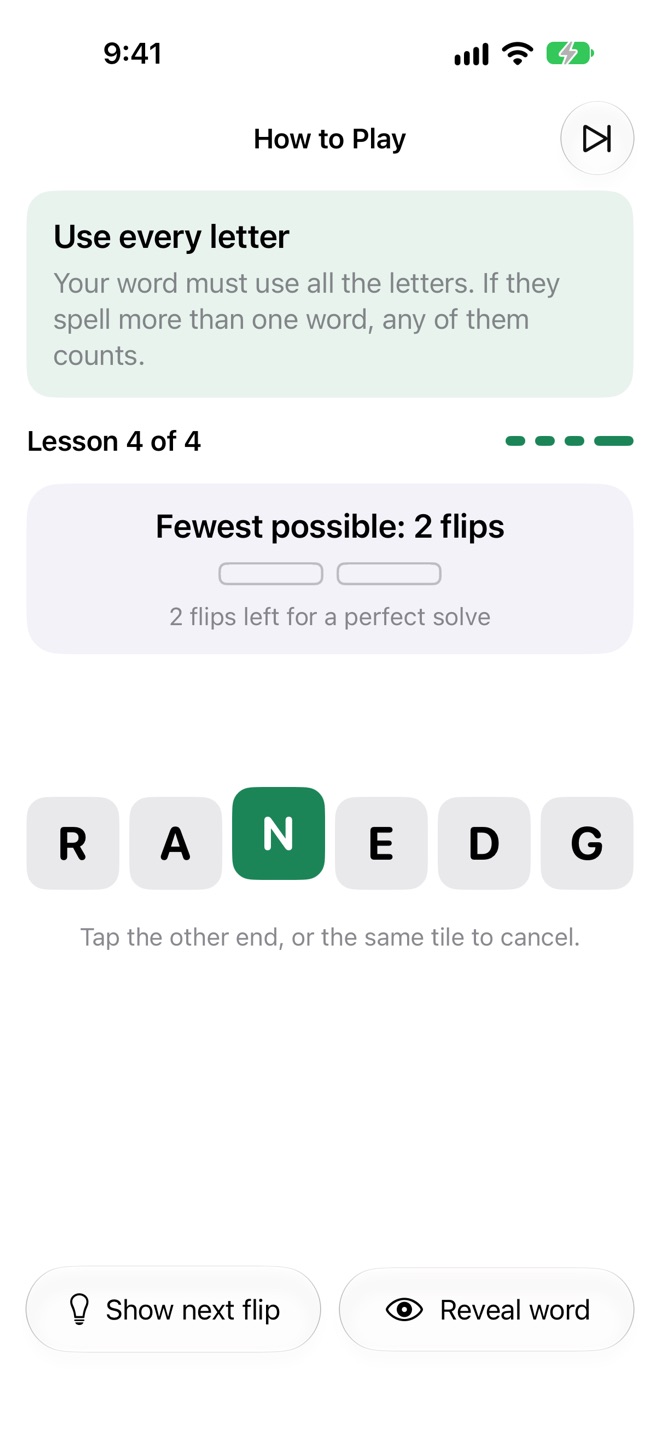 9:41
How to Play
Use every letter
Your word must use all the letters. If they
spell more than one word, any of them
counts.
Lesson 4 of 4
Fewest possible: 2 flips
2 flips left for a perfect solve
R A N E D G
Tap the other end, or the same tile to cancel.
Show next flip
Reveal word